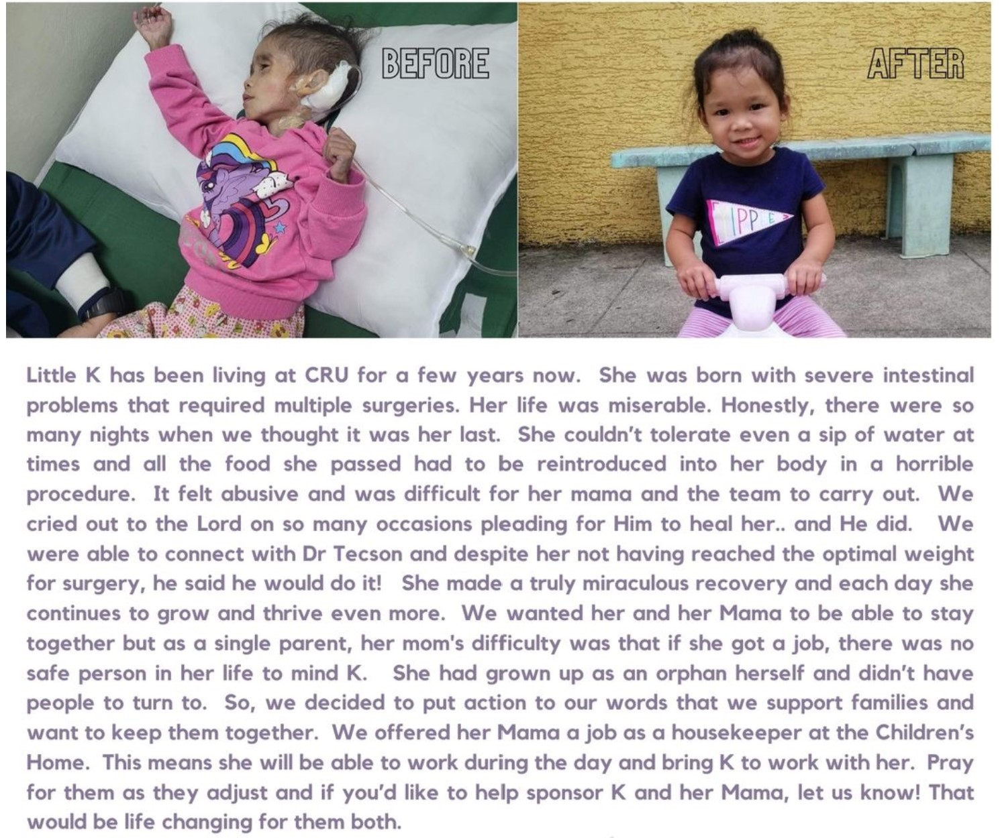 BEFORE
AFTER
IPPLE
Little K has been living at CRU for a few years now. She was born with severe intestinal
problems that required multiple surgeries. Her life was miserable. Honestly, there were so
many nights when we thought it was her last. She couldn't tolerate even a sip of water at
times and all the food she passed had to be reintroduced into her body in a horrible
procedure. It felt abusive and was difficult for her mama and the team to carry out. We
cried out to the Lord on so many occasions pleading for Him to heal her.. and He did. We
were able to connect with Dr Tecson and despite her not having reached the optimal weight
for surgery, he said he would do it! She made a truly miraculous recovery and each day she
continues to grow and thrive even more. We wanted her and her Mama to be able to stay
together but as a single parent, her mom's difficulty was that if she got a job, there was no
safe person in her life to mind K. She had grown up as an orphan herself and didn't have
people to turn to. So, we decided to put action to our words that we support families and
want to keep them together. We offered her Mama a job as a housekeeper at the Children's
Home. This means she will be able to work during the day and bring K to work with her. Pray
for them as they adjust and if you'd like to help sponsor K and her Mama, let us know! That
would be life changing for them both.